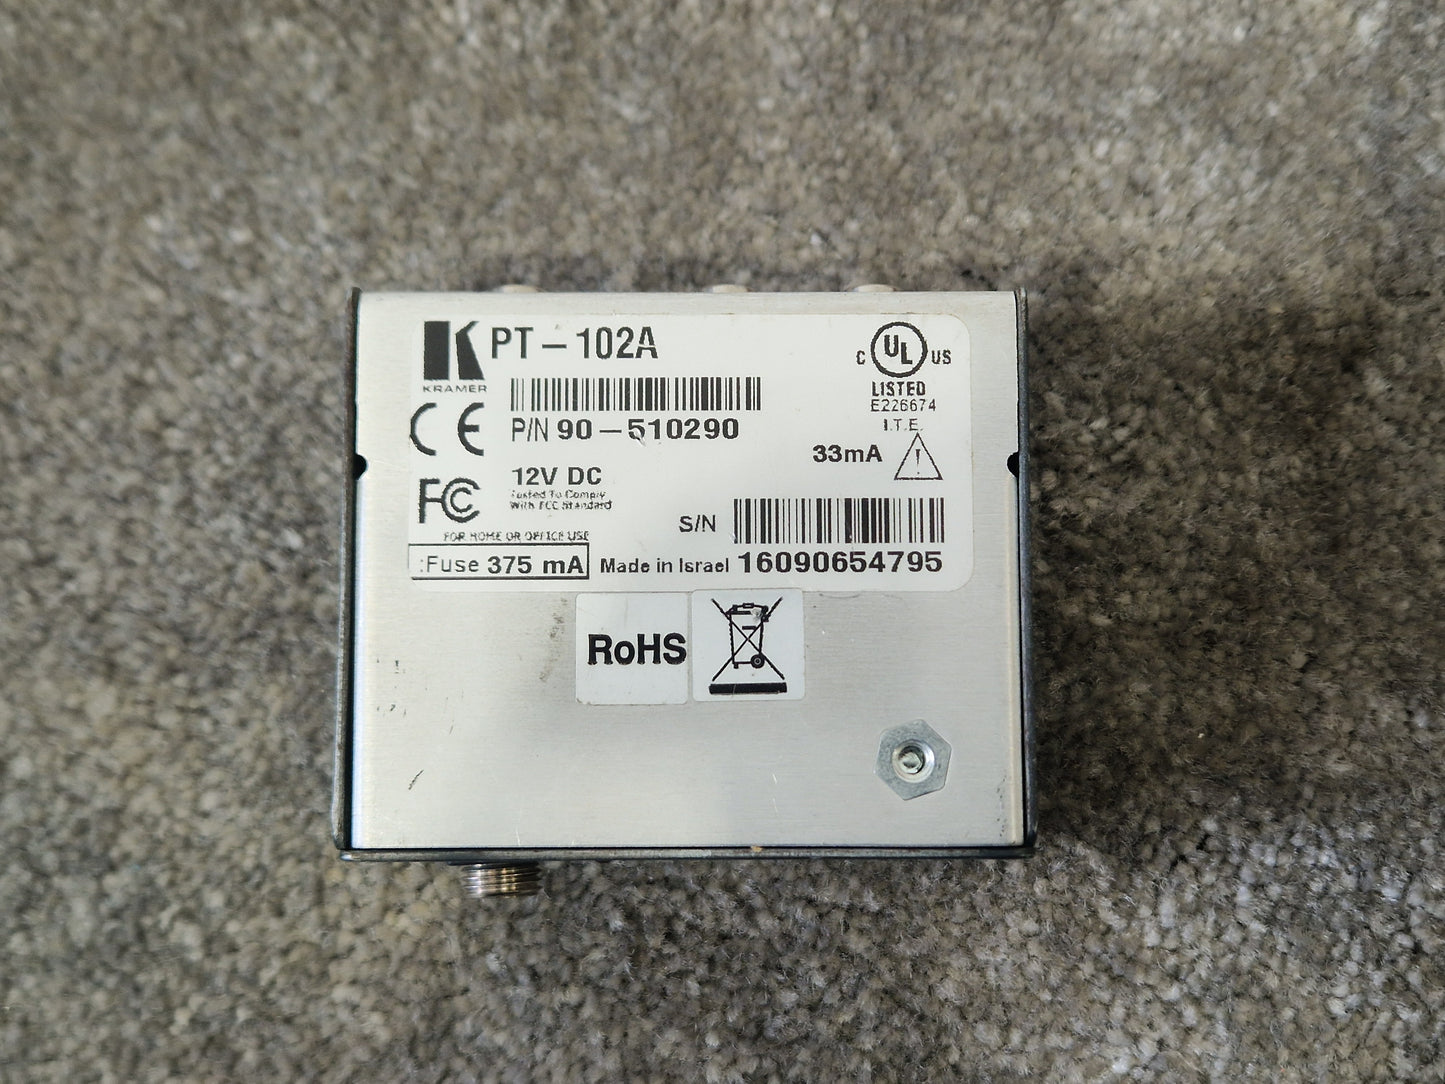 K PT-102A
KRAMER
C UL US
LISTED
E226674
I.T.E.
CE P/N 90-510290
33mA
FC 12V DC
Tested To Comply
With FCC Standard
FOR HOME OR OFFICE USE
S/N
:Fuse 375 mA Made in Israel 16090654795
RoHS